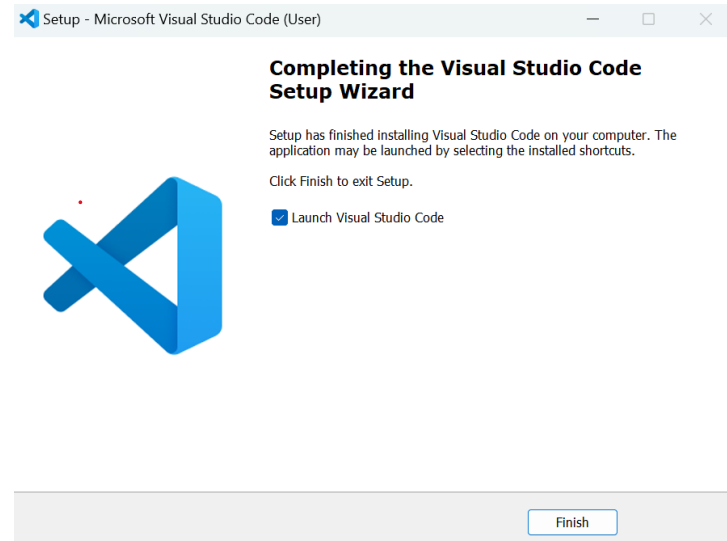 Setup - Microsoft Visual Studio Code (User)
Completing the Visual Studio Code
Setup Wizard
Setup has finished installing Visual Studio Code on your computer. The
application may be launched by selecting the installed shortcuts.
Click Finish to exit Setup.
Launch Visual Studio Code
Finish